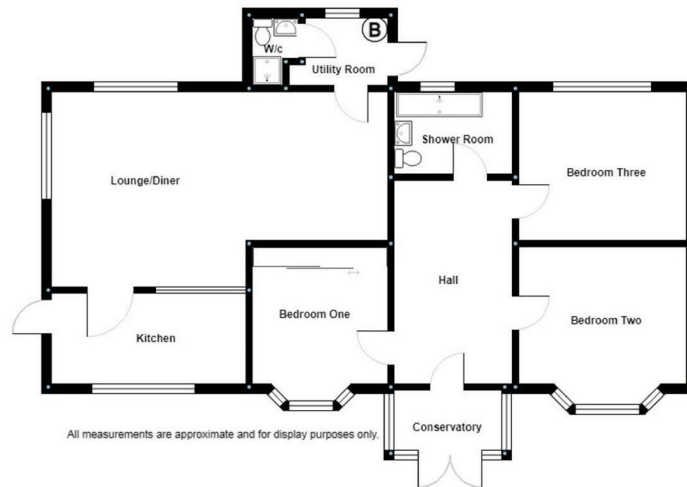 B
W/c
Utility Room
Shower Room
Lounge/Diner
Bedroom Three
Hall
Bedroom One
Bedroom Two
Kitchen
Conservatory
All measurements are approximate and for display purposes only.